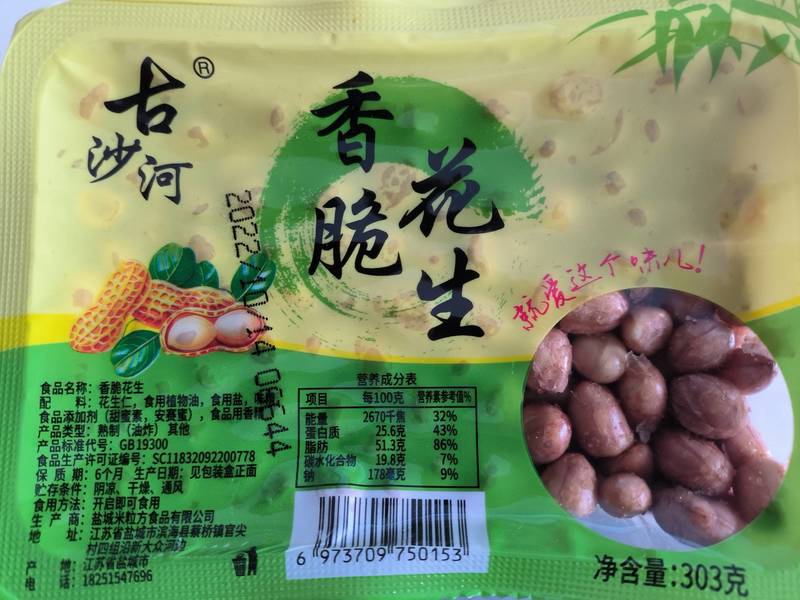 古沙河®
香脆花生
2022
就爱这个味儿!
食品名称：香脆花生
配 料：花生仁，食用植物油，食用盐，
食品添加剂（甜蜜素，安赛蜜），食品用香精
产品类型：熟制（油炸）其他
产品标准代号：GB19300
食品生产许可证编号：SC11832092200778
保 质 期：6个月 生产日期：见包装盒正面
贮存条件：阴凉、干燥、通风
食用方法：开启即可食用
生 产 商：盐城米粒方食品有限公司
地 址：江苏省盐城市滨海县蔡桥镇官尖
村四组沿新大众河边
产 地：江苏省盐城市
电 话：18251547696
营养成分表
项目 每100克 营养素参考值%
能量 2670千焦 32%
蛋白质 25.6克 43%
脂肪 51.3克 86%
碳水化合物 19.8克 7%
钠 178毫克 9%
6 973709 750153
净含量:303克